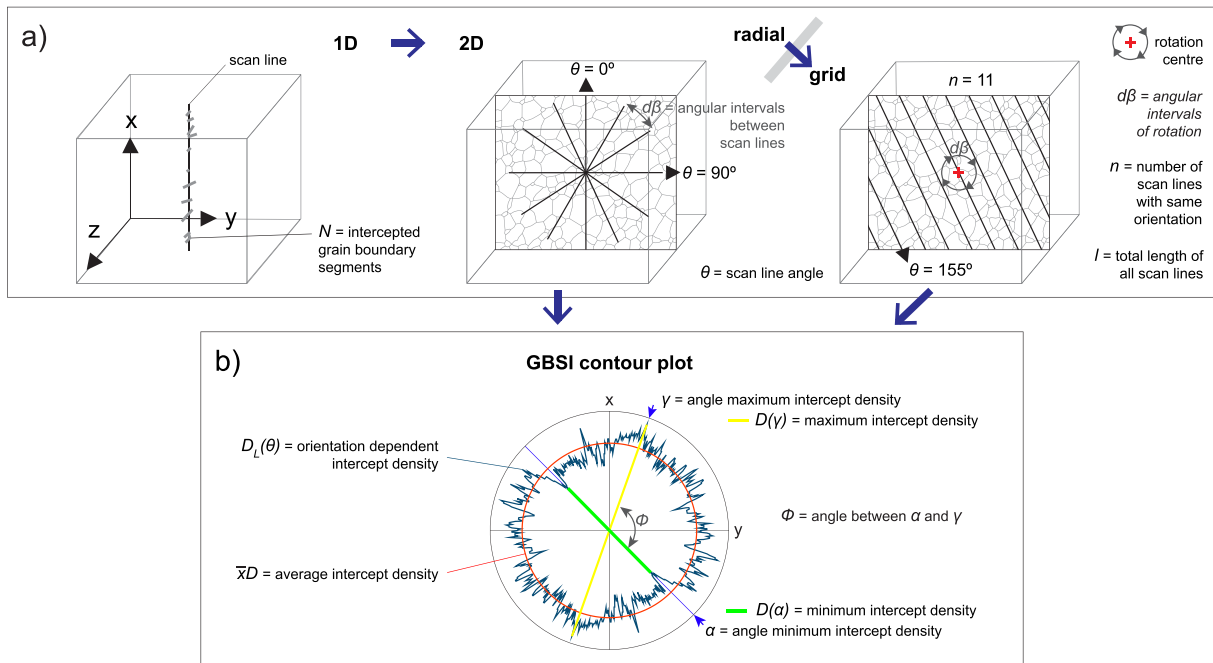 a)
1D
2D
scan line
x
y
z
N = intercepted
grain boundary
segments
θ = 0º
dβ = angular intervals
between
scan lines
θ = 90º
θ = scan line angle
radial
grid
n = 11
dβ
θ = 155º
rotation
centre
dβ = angular
intervals
of rotation
n = number of
scan lines
with same
orientation
l = total length of
all scan lines
b)
GBSI contour plot
x
y
γ = angle maximum intercept density
D(γ) = maximum intercept density
D_L(θ) = orientation dependent
intercept density
Φ
Φ = angle between α and γ
x̅D = average intercept density
D(α) = minimum intercept density
α = angle minimum intercept density